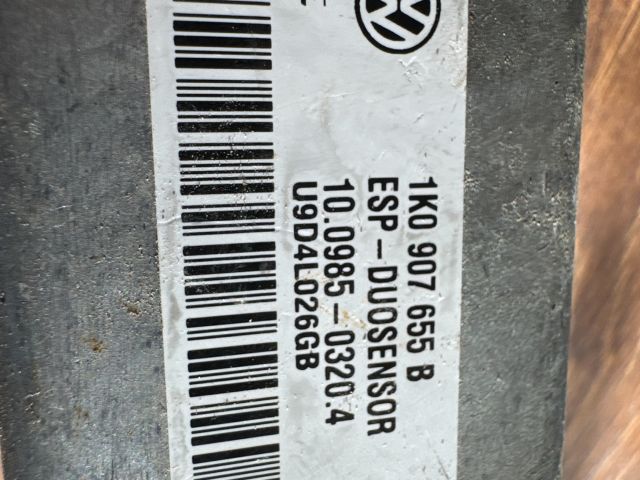 1K0 907 655 B
ESP-DUOSENSOR
10.0985-0320.4
U9D4L026GB